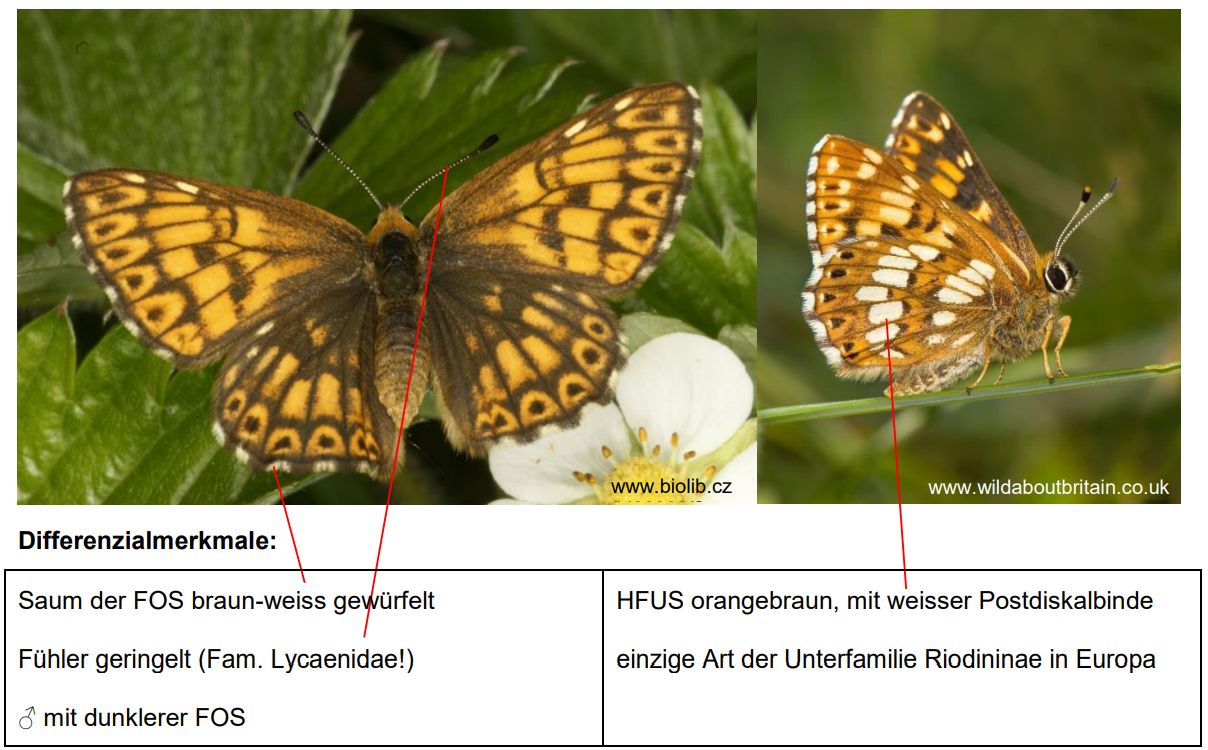 www.biolib.cz
www.wildaboutbritain.co.uk
Differenzialmerkmale:
Saum der FOS braun-weiss gewürfelt
Fühler geringelt (Fam. Lycaenidae!)
♂ mit dunklerer FOS
HFUS orangebraun, mit weisser Postdiskalbinde
einzige Art der Unterfamilie Riodininae in Europa